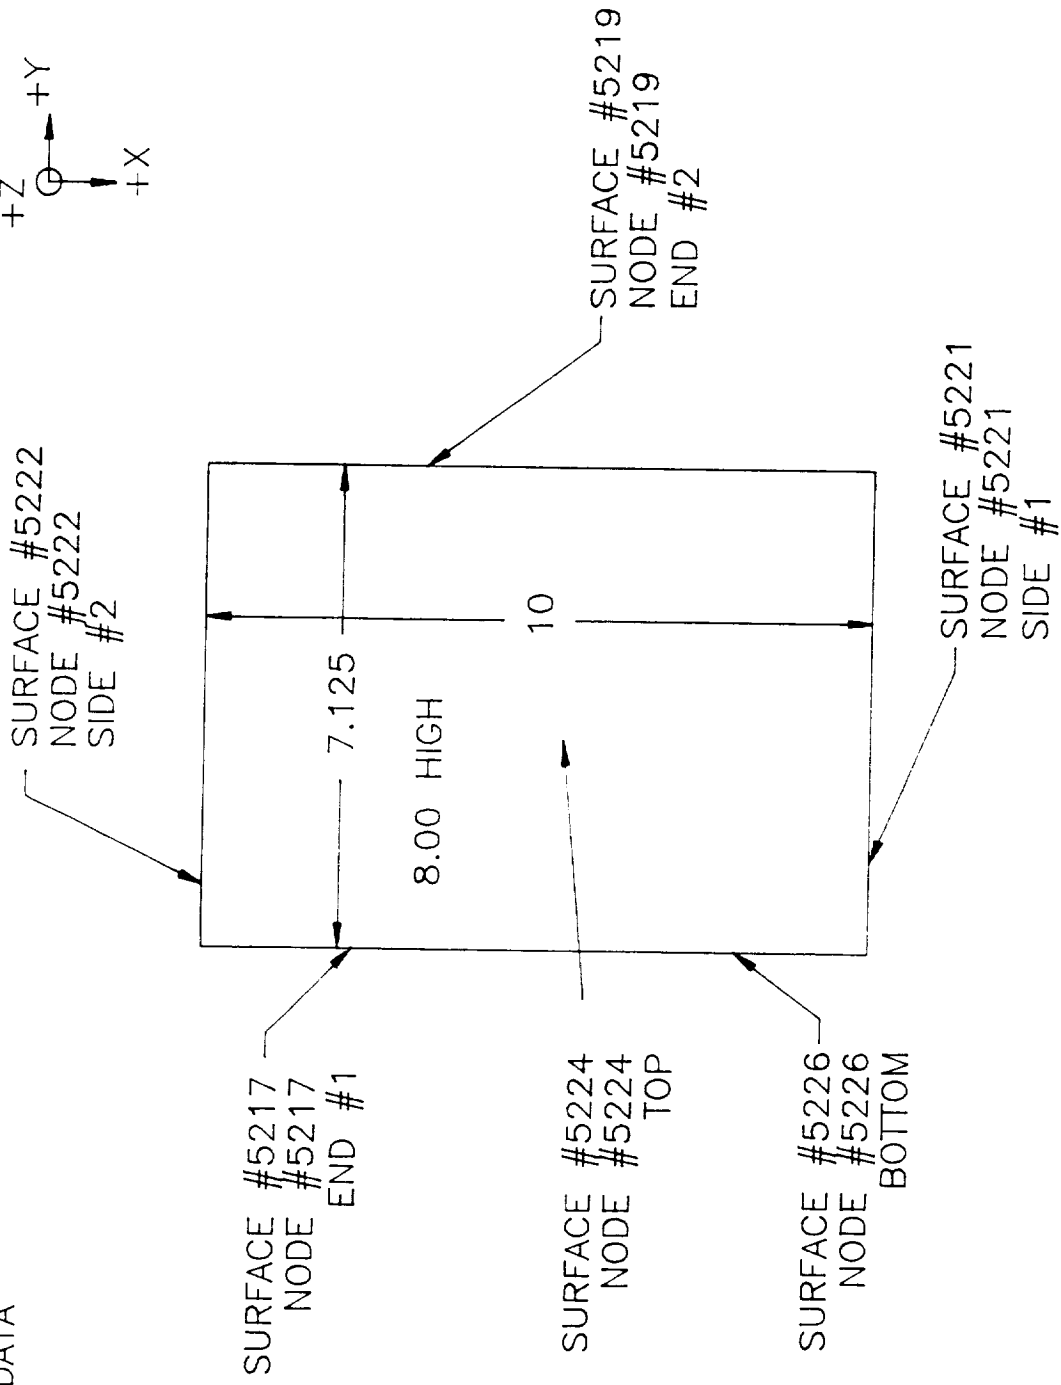 DATA
+Z
+Y
+X
SURFACE #5222
NODE #5222
SIDE #2
SURFACE #5219
NODE #5219
END #2
7.125
10
8.00 HIGH
SURFACE #5217
NODE #5217
END #1
SURFACE #5224
NODE #5224
TOP
SURFACE #5226
NODE #5226
BOTTOM
SURFACE #5221
NODE #5221
SIDE #1